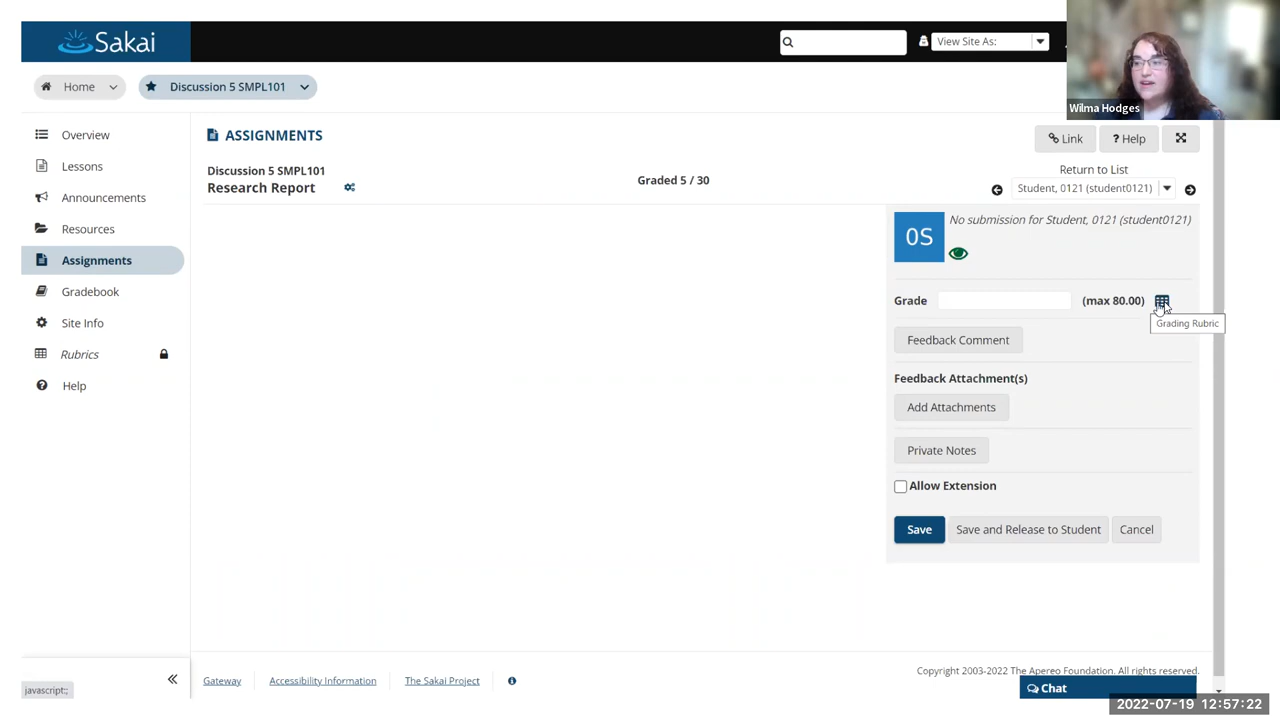 Sakai
View Site As:
Wilma Hodges
Home
Discussion 5 SMPL101
Overview
Lessons
Announcements
Resources
Assignments
Gradebook
Site Info
Rubrics
Help
ASSIGNMENTS
Link
? Help
Discussion 5 SMPL101
Research Report
Graded 5 / 30
Return to List
Student, 0121 (student0121)
0S
No submission for Student, 0121 (student0121)
Grade
(max 80.00)
Grading Rubric
Feedback Comment
Feedback Attachment(s)
Add Attachments
Private Notes
Allow Extension
Save
Save and Release to Student
Cancel
Gateway
Accessibility Information
The Sakai Project
Copyright 2003-2022 The Apereo Foundation. All rights reserved.
Chat
javascript:;
2022-07-19 12:57:22